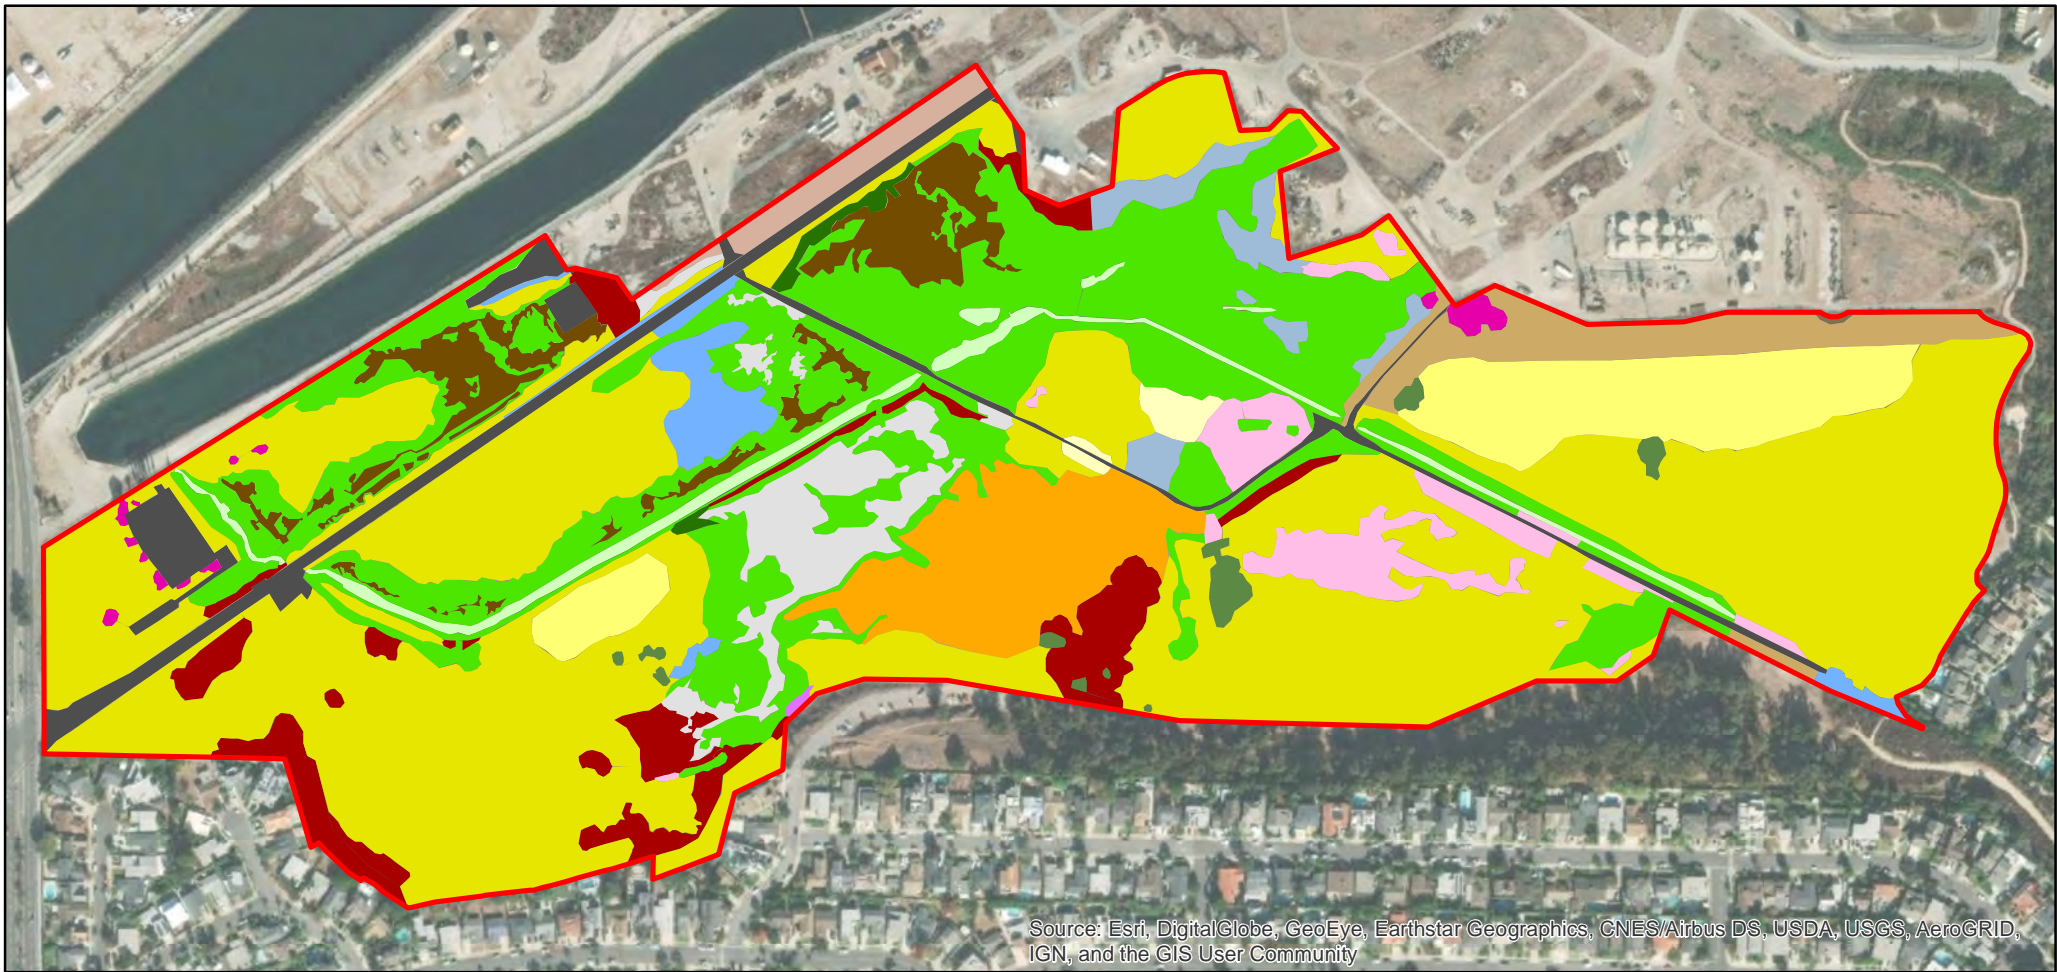 Source: Esri, DigitalGlobe, GeoEye, Earthstar Geographics, CNES/Airbus DS, USDA, USGS, AeroGRID,
IGN, and the GIS User Community